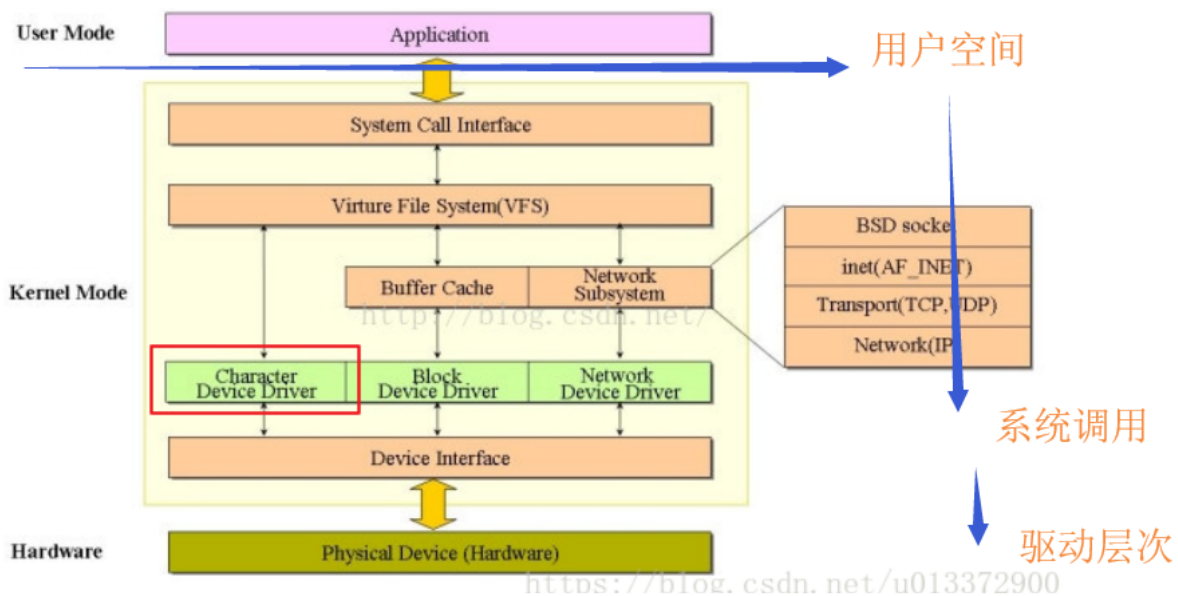 User Mode
Application
用户空间
System Call Interface
Virture File System(VFS)
Kernel Mode
Buffer Cache
Network
Subsystem
BSD socket
inet(AF_INET)
Transport(TCP,UDP)
Network(IP)
http://blog.csdn.net/
Character
Device Driver
Block
Device Driver
Network
Device Driver
系统调用
Device Interface
Hardware
Physical Device (Hardware)
驱动层次
https://blog.csdn.net/u013372900